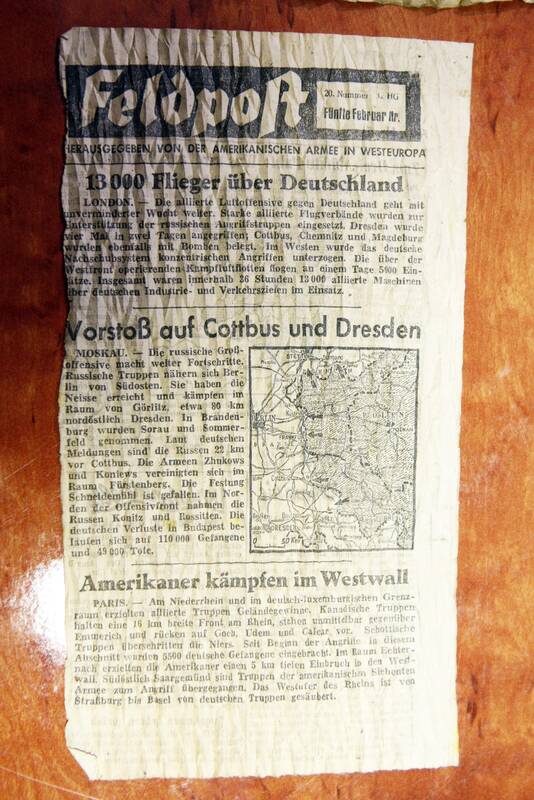 Feldpost
20. Nummer
HG
Fünfte Februar Nr.
HERAUSGEGEBEN VON DER AMERIKANISCHEN ARMEE IN WESTEUROPA
13 000 Flieger über Deutschland
LONDON. — Die alliierte Luftoffensive gegen Deutschland geht mit
unverminderter Wucht weiter. Starke alliierte Flugverbände wurden zur
Unterstützung der russischen Angriffstruppen eingesetzt. Dresden wurde
vier Mal in zwei Tagen angegriffen; Cottbus, Chemnitz und Magdeburg
wurden ebenfalls mit Bomben belegt. Im Westen wurde das deutsche
Nachschubsystem konzentrischen Angriffen unterzogen. Die über der
Westfront operierenden Kampfluftflotten flogen an einem Tage 5000 Ein-
sätze. Insgesamt waren innerhalb 36 Stunden 13 000 alliierte Maschinen
über deutschen Industrie- und Verkehrszielen im Einsatz.
Vorstoß auf Cottbus und Dresden
MOSKAU. — Die russische Groß-
offensive macht weiter Fortschritte.
Russische Truppen nähern sich Ber-
lin von Südosten. Sie haben die
Neisse erreicht und kämpfen im
Raum von Görlitz, etwa 80 km
nordöstlich Dresden. In Branden-
burg wurden Sorau und Sommer-
feld genommen. Laut deutschen
Meldungen sind die Russen 22 km
vor Cottbus. Die Armeen Zhukows
und Koniews vereinigten sich im
Raum Fürstenberg. Die Festung
Schneidemühl ist gefallen. Im Nor-
den der Offensivfront nahmen die
Russen Konitz und Rossitten. Die
deutschen Verluste in Budapest be-
laufen sich auf 110 000 Gefangene
und 49 000 Tote.
DRESDEN
50 Km
Amerikaner kämpfen im Westwall
PARIS. — Am Niederrhein und im deutsch-luxemburgischen Grenz-
raum erzielten alliierte Truppen Geländegewinne. Kanadische Truppen
halten eine 16 km breite Front am Rhein, stehen unmittelbar gegenüber
Emmerich und rücken auf Goch, Udem und Calcar vor. Schottische
Truppen überschritten die Niers. Seit Beginn der Angriffe in diesem
Abschnitt wurden 5500 deutsche Gefangene eingebracht. Im Raum Echter-
nach erzielten die Amerikaner einen 5 km tiefen Einbruch in den West-
wall. Südöstlich Saargemünd sind Truppen der amerikanischen Siebenten
Armee zum Angriff übergegangen. Das Westufer des Rheins ist von
Straßburg bis Basel von deutschen Truppen gesäubert.